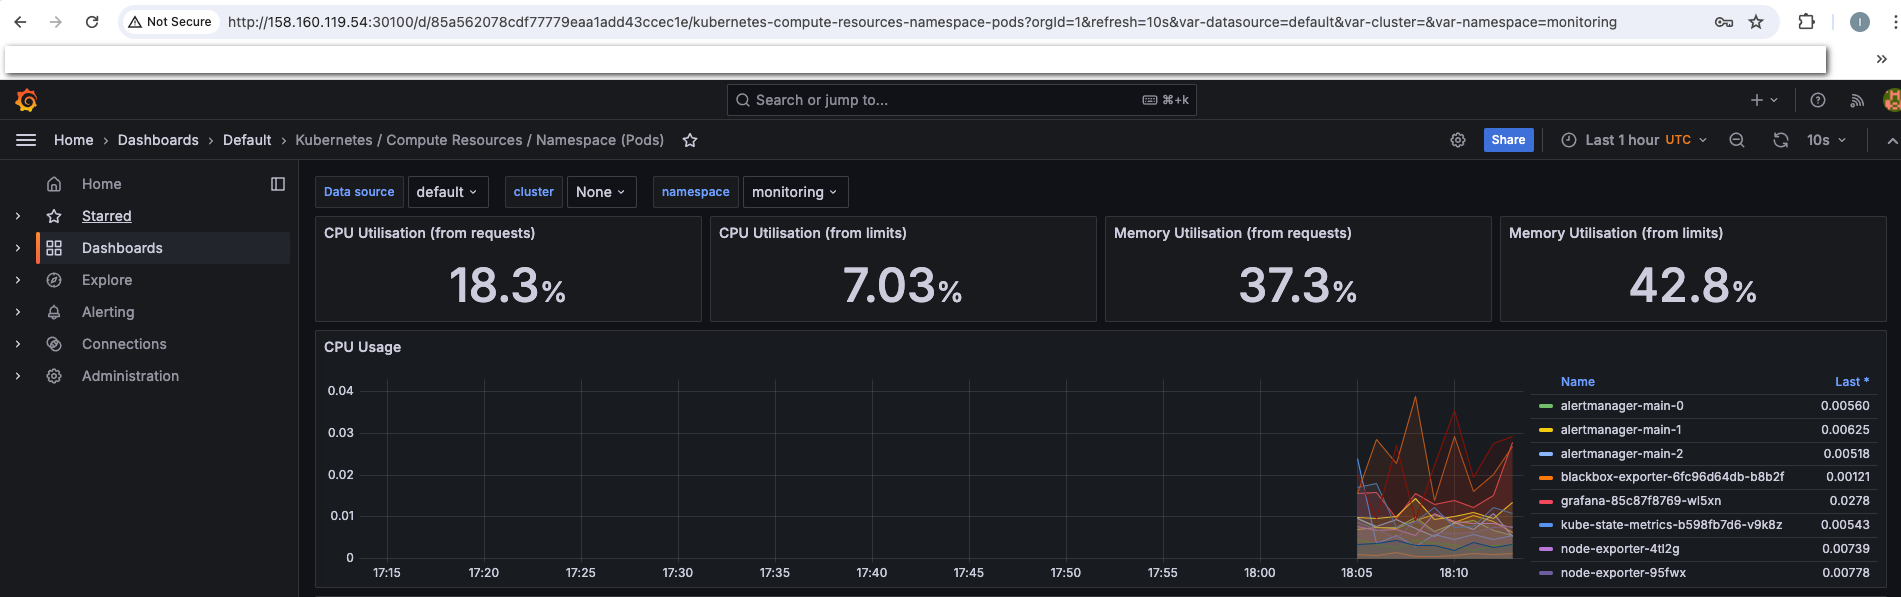 Not Secure http://158.160.119.54:30100/d/85a562078cdf77779eaa1add43ccec1e/kubernetes-compute-resources-namespace-pods?orgId=1&refresh=10s&var-datasource=default&var-cluster=&var-namespace=monitoring I
»
Search or jump to... ⌘+k
Home › Dashboards › Default › Kubernetes / Compute Resources / Namespace (Pods) Share Last 1 hour UTC 10s
Home
Starred
Dashboards
Explore
Alerting
Connections
Administration
Data source default cluster None namespace monitoring
CPU Utilisation (from requests) CPU Utilisation (from limits) Memory Utilisation (from requests) Memory Utilisation (from limits)
18.3% 7.03% 37.3% 42.8%
CPU Usage
0.04
0.03
0.02
0.01
0
17:15 17:20 17:25 17:30 17:35 17:40 17:45 17:50 17:55 18:00 18:05 18:10
Name Last *
alertmanager-main-0 0.00560
alertmanager-main-1 0.00625
alertmanager-main-2 0.00518
blackbox-exporter-6fc96d64db-b8b2f 0.00121
grafana-85c87f8769-wl5xn 0.0278
kube-state-metrics-b598fb7d6-v9k8z 0.00543
node-exporter-4tl2g 0.00739
node-exporter-95fwx 0.00778